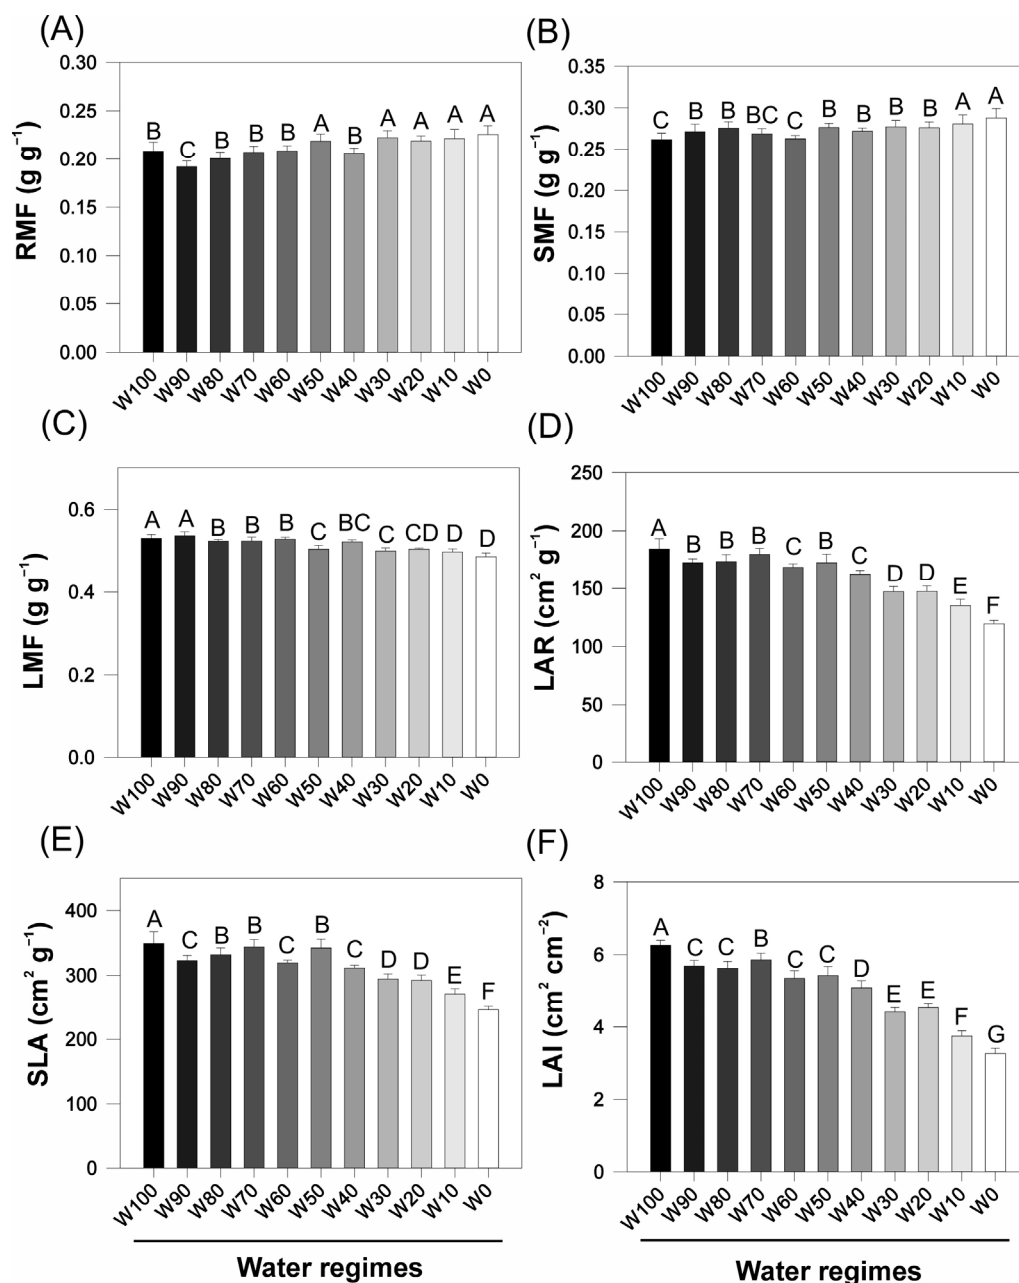 (A)
RMF (g g⁻¹)
0.30
0.25
0.20
0.15
0.10
0.05
0.00
B C B B B A B A A A A
W100 W90 W80 W70 W60 W50 W40 W30 W20 W10 W0
(B)
SMF (g g⁻¹)
0.35
0.30
0.25
0.20
0.15
0.10
0.05
0.00
C B B BC C B B B B A A
W100 W90 W80 W70 W60 W50 W40 W30 W20 W10 W0
(C)
LMF (g g⁻¹)
0.6
0.4
0.2
0.0
A A B B B C BC C CD D D
W100 W90 W80 W70 W60 W50 W40 W30 W20 W10 W0
(D)
LAR (cm² g⁻¹)
250
200
150
100
50
0
A B B B C B C D D E F
W100 W90 W80 W70 W60 W50 W40 W30 W20 W10 W0
(E)
SLA (cm² g⁻¹)
400
300
200
100
0
A C B B C B C D D E F
W100 W90 W80 W70 W60 W50 W40 W30 W20 W10 W0
Water regimes
(F)
LAI (cm² cm⁻²)
8
6
4
2
0
A C C B C C D E E F G
W100 W90 W80 W70 W60 W50 W40 W30 W20 W10 W0
Water regimes